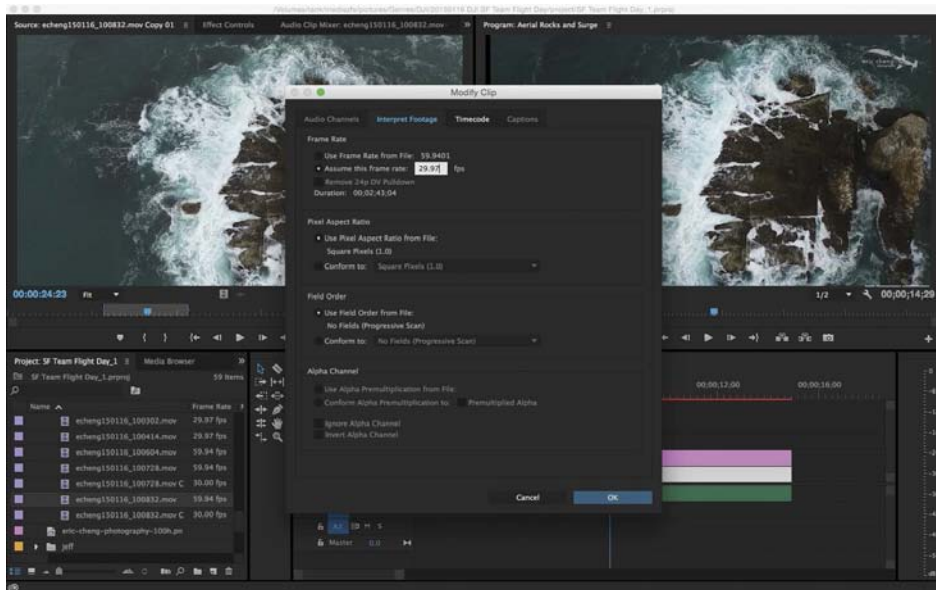 Source: echeng150116_100832.mov Copy 01
Effect Controls
Audio Clip Mixer: echeng150116_100832.mov
Program: Aerial Rocks and Surge
eric cheng
Modify Clip
Audio Channels
Interpret Footage
Timecode
Captions
Frame Rate
Use Frame Rate from File: 59.9401
Assume this frame rate: 29.97 fps
Remove 24p DV Pulldown
Duration: 00;02;43;04
Pixel Aspect Ratio
Use Pixel Aspect Ratio from File:
Square Pixels (1.0)
Conform to: Square Pixels (1.0)
Field Order
Use Field Order from File:
No Fields (Progressive Scan)
Conform to: No Fields (Progressive Scan)
Alpha Channel
Use Alpha Premultiplication from File:
Conform Alpha Premultiplication to: Premultiplied Alpha
Ignore Alpha Channel
Invert Alpha Channel
Cancel
OK
00:00:24:23
Fit
1/2
00;00;14;29
Project: SF Team Flight Day_1
Media Browser
SF Team Flight Day_1.prproj
59 Items
Name
Frame Rate
echeng150116_100302.mov 29.97 fps
echeng150116_100414.mov 29.97 fps
echeng150116_100604.mov 59.94 fps
echeng150116_100728.mov 59.94 fps
echeng150116_100728.mov C 30.00 fps
echeng150116_100832.mov 59.94 fps
echeng150116_100832.mov C 30.00 fps
eric-cheng-photography-100h.pn
jeff
00;00;12;00
00;00;16;00
A2 M S
Master 0.0